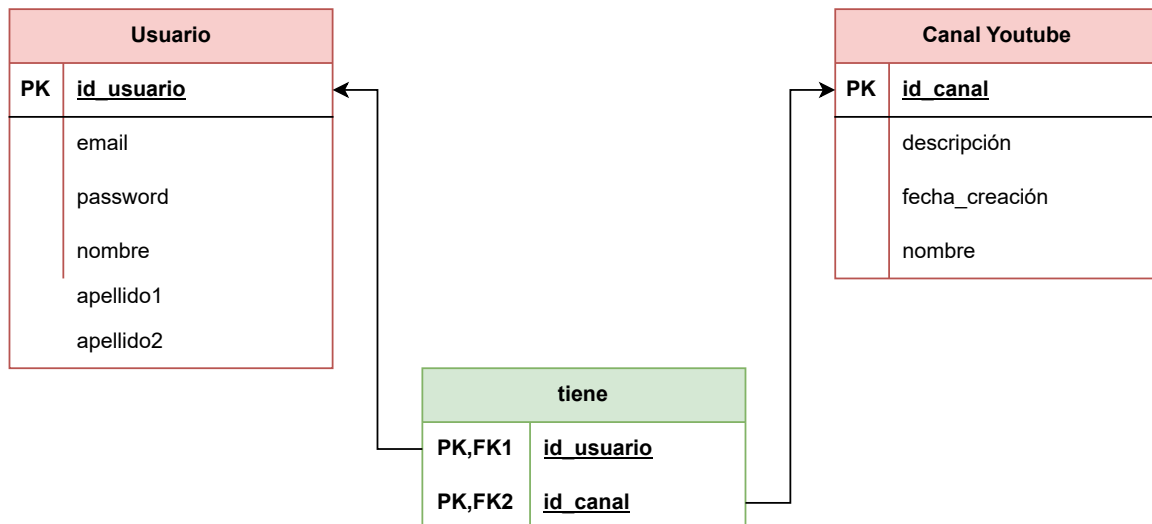 Usuario
PK id_usuario
email
password
nombre
apellido1
apellido2
Canal Youtube
PK id_canal
descripción
fecha_creación
nombre
tiene
PK,FK1 id_usuario
PK,FK2 id_canal